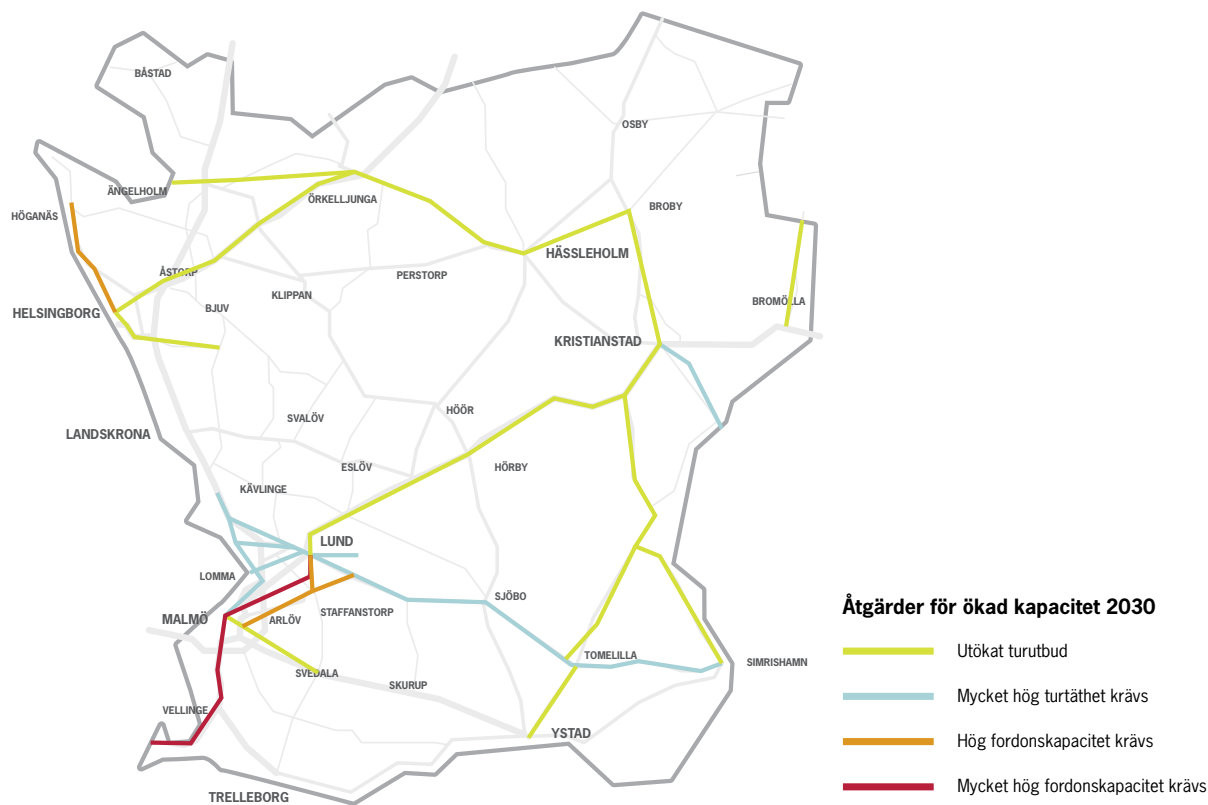 BÅSTAD
OSBY
ÄNGELHOLM
ÖRKELLJUNGA
BROBY
HÖGANÄS
HÄSSLEHOLM
ÅSTORP
PERSTORP
KLIPPAN
BROMÖLLA
BJUV
HELSINGBORG
KRISTIANSTAD
HÖÖR
SVALÖV
LANDSKRONA
ESLÖV
HÖRBY
KÄVLINGE
LUND
LOMMA
SJÖBO
STAFFANSTORP
MALMÖ
ARLÖV
TOMELILLA
SIMRISHAMN
SVEDALA
SKURUP
VELLINGE
YSTAD
TRELLEBORG
Åtgärder för ökad kapacitet 2030
Utökat turutbud
Mycket hög turtäthet krävs
Hög fordonskapacitet krävs
Mycket hög fordonskapacitet krävs